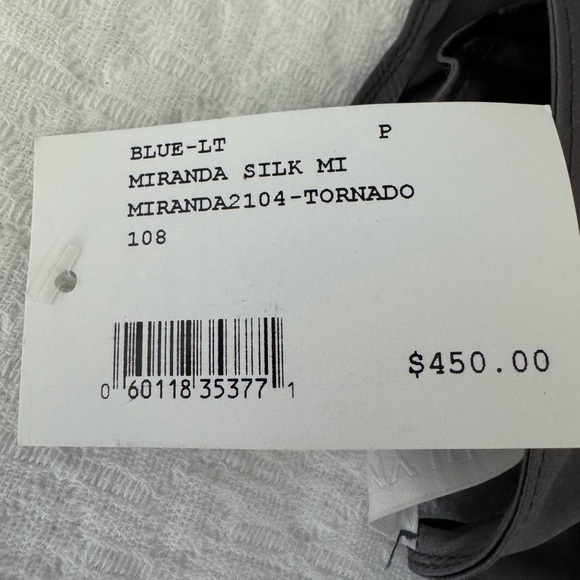 BLUE-LT P
MIRANDA SILK MI
MIRANDA2104-TORNADO
108
0 60118 35377 1
$450.00